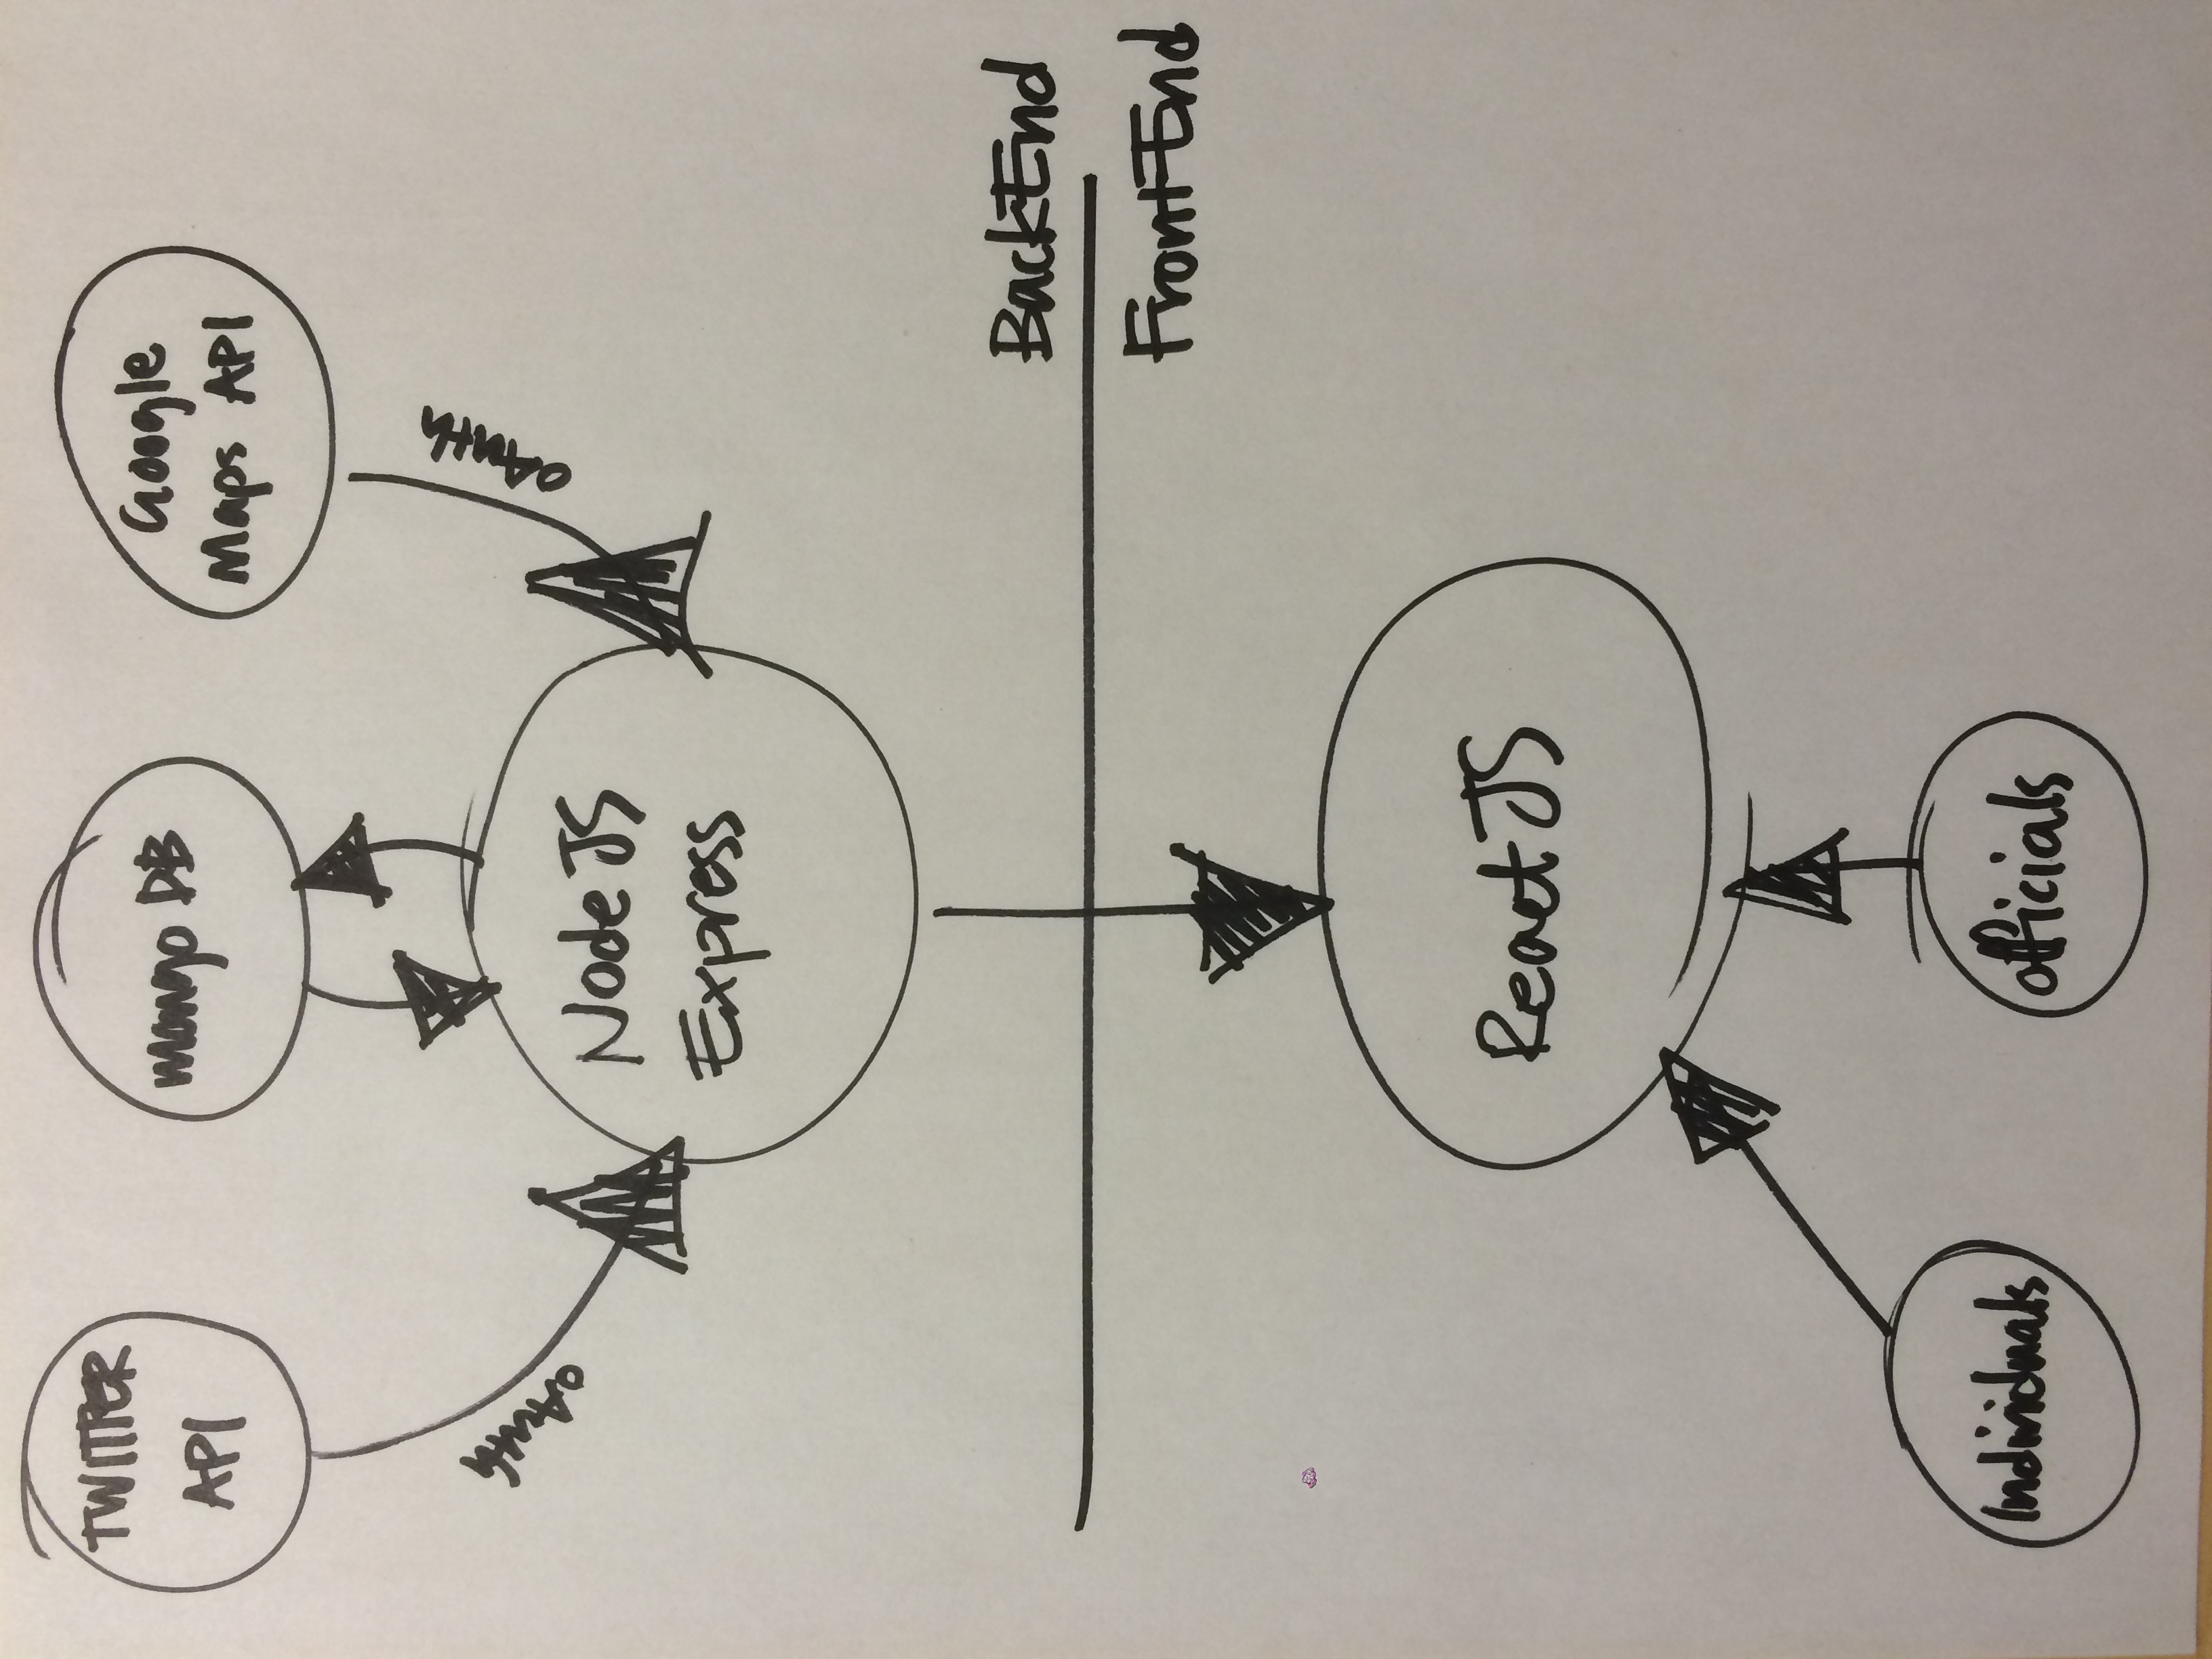 TWITTER
API
mongo DB
Google
Maps API
oAuth
oAuth
Node JS
Express
BackEnd
FrontEnd
React JS
Individuals
officials